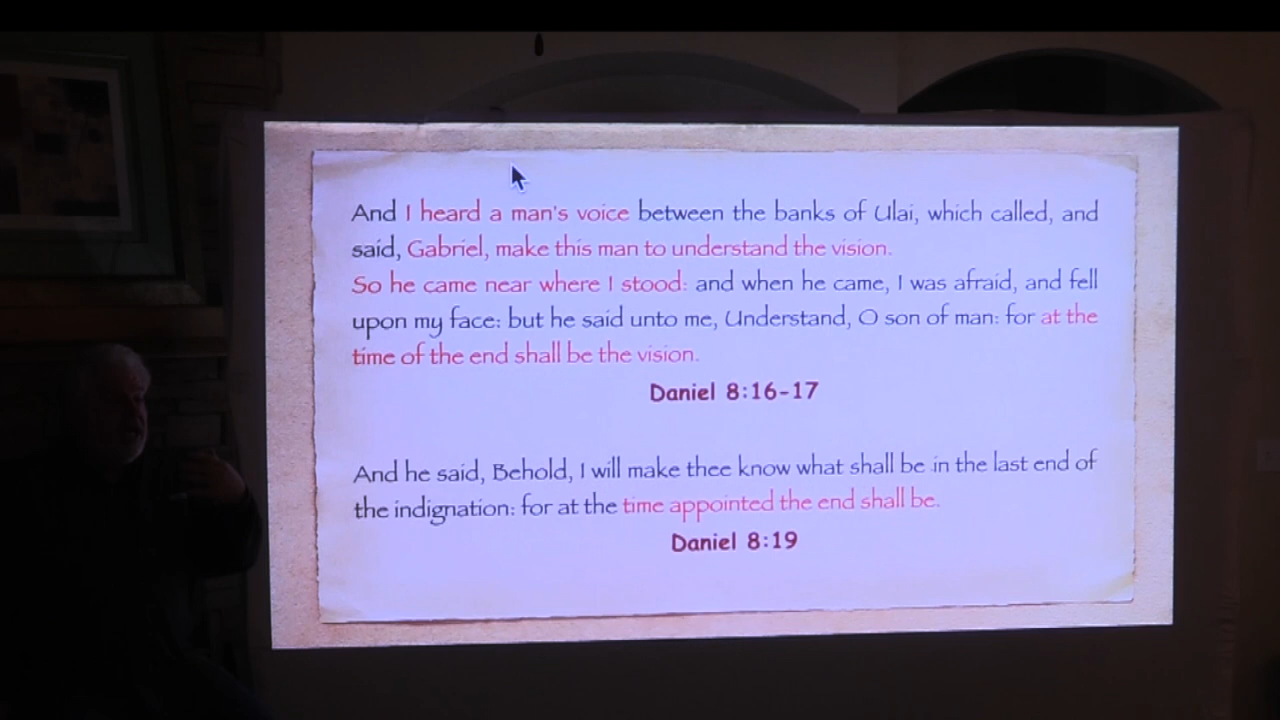 And I heard a man's voice between the banks of Ulai, which called, and
said, Gabriel, make this man to understand the vision.
So he came near where I stood: and when he came, I was afraid, and fell
upon my face: but he said unto me, Understand, O son of man: for at the
time of the end shall be the vision.
Daniel 8:16-17
And he said, Behold, I will make thee know what shall be in the last end of
the indignation: for at the time appointed the end shall be.
Daniel 8:19